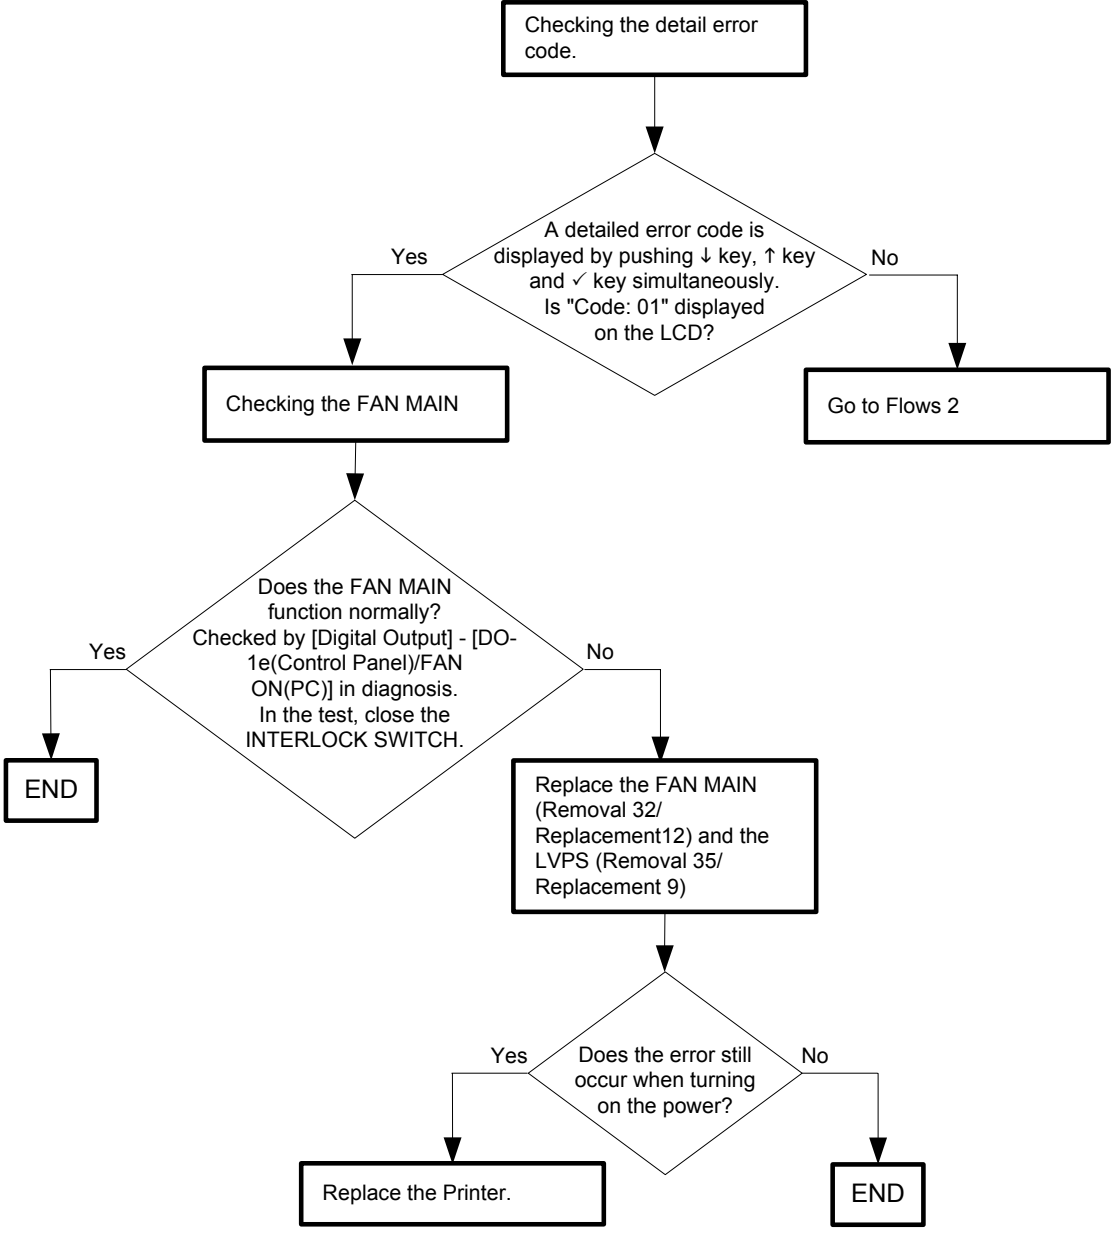 Checking the detail error
code.
A detailed error code is
displayed by pushing ↓ key, ↑ key
and ✓ key simultaneously.
Is "Code: 01" displayed
on the LCD?
Yes
No
Checking the FAN MAIN
Go to Flows 2
Does the FAN MAIN
function normally?
Checked by [Digital Output] - [DO-
1e(Control Panel)/FAN
ON(PC)] in diagnosis.
In the test, close the
INTERLOCK SWITCH.
Yes
No
END
Replace the FAN MAIN
(Removal 32/
Replacement12) and the
LVPS (Removal 35/
Replacement 9)
Does the error still
occur when turning
on the power?
Yes
No
Replace the Printer.
END